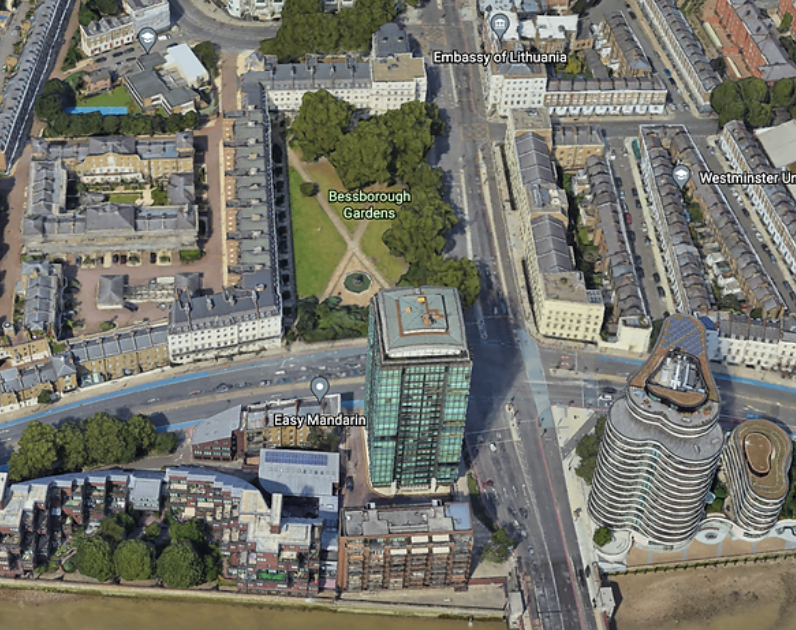 Embassy of Lithuania
Westminster Un
Bessborough
Gardens
Easy Mandarin